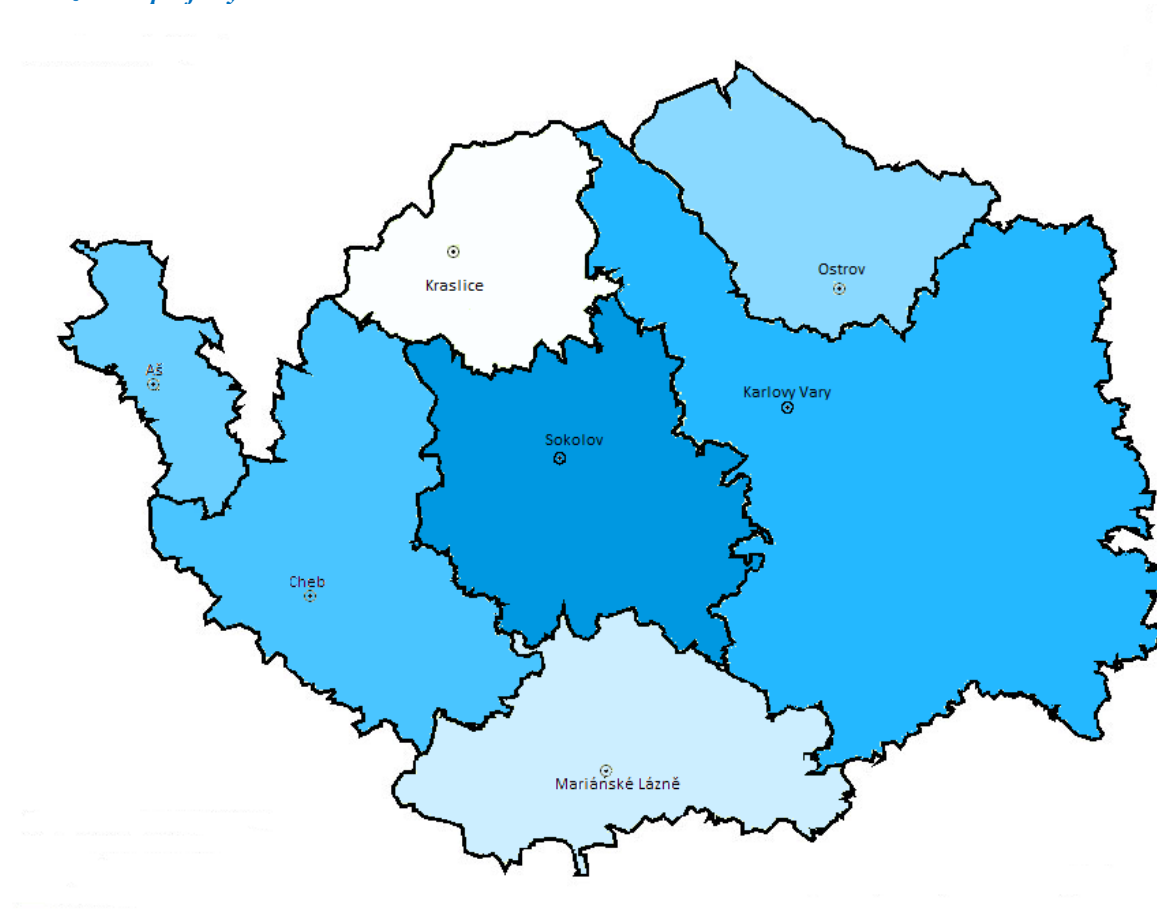 Kraslice
Ostrov
Aš
Karlovy Vary
Sokolov
Cheb
Mariánské Lázně